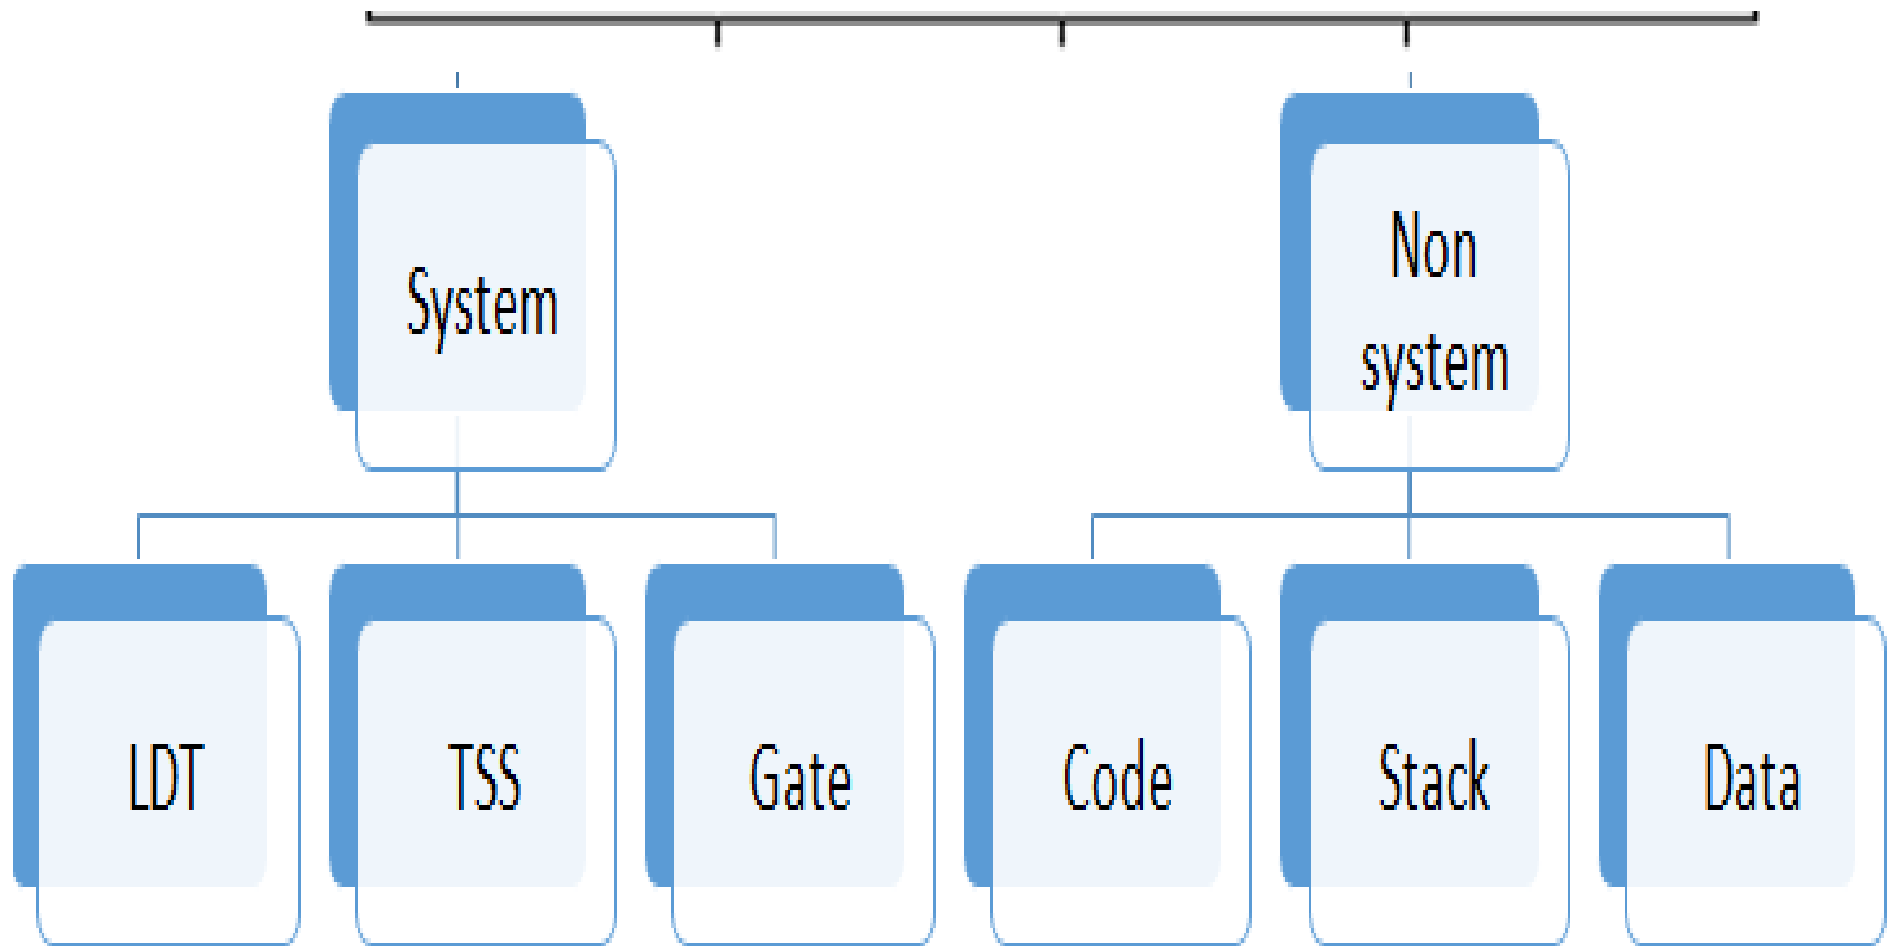 System
Non
system
LDT
TSS
Gate
Code
Stack
Data